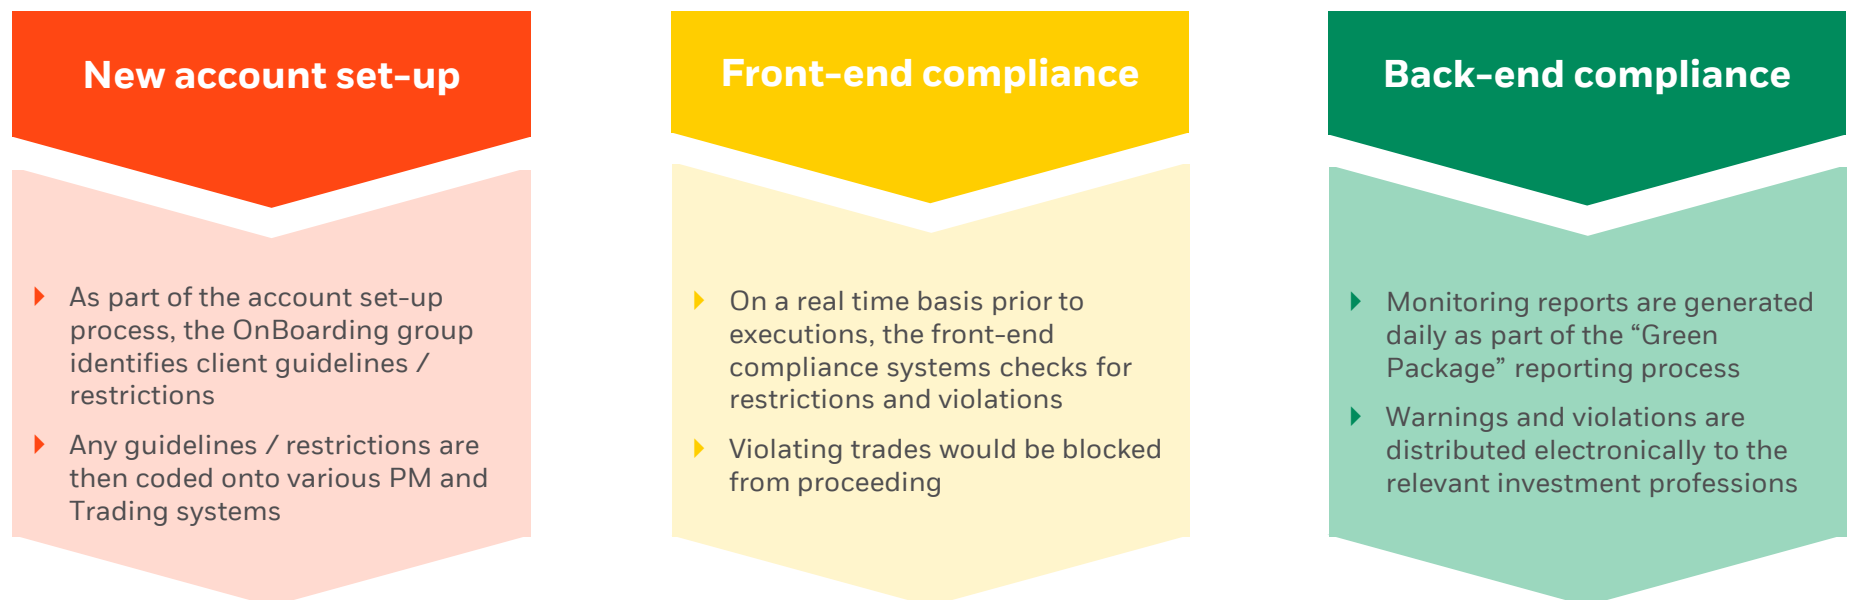 New account set-up
As part of the account set-up
process, the OnBoarding group
identifies client guidelines /
restrictions
Any guidelines / restrictions are
then coded onto various PM and
Trading systems
Front-end compliance
On a real time basis prior to
executions, the front-end
compliance systems checks for
restrictions and violations
Violating trades would be blocked
from proceeding
Back-end compliance
Monitoring reports are generated
daily as part of the “Green
Package” reporting process
Warnings and violations are
distributed electronically to the
relevant investment professions